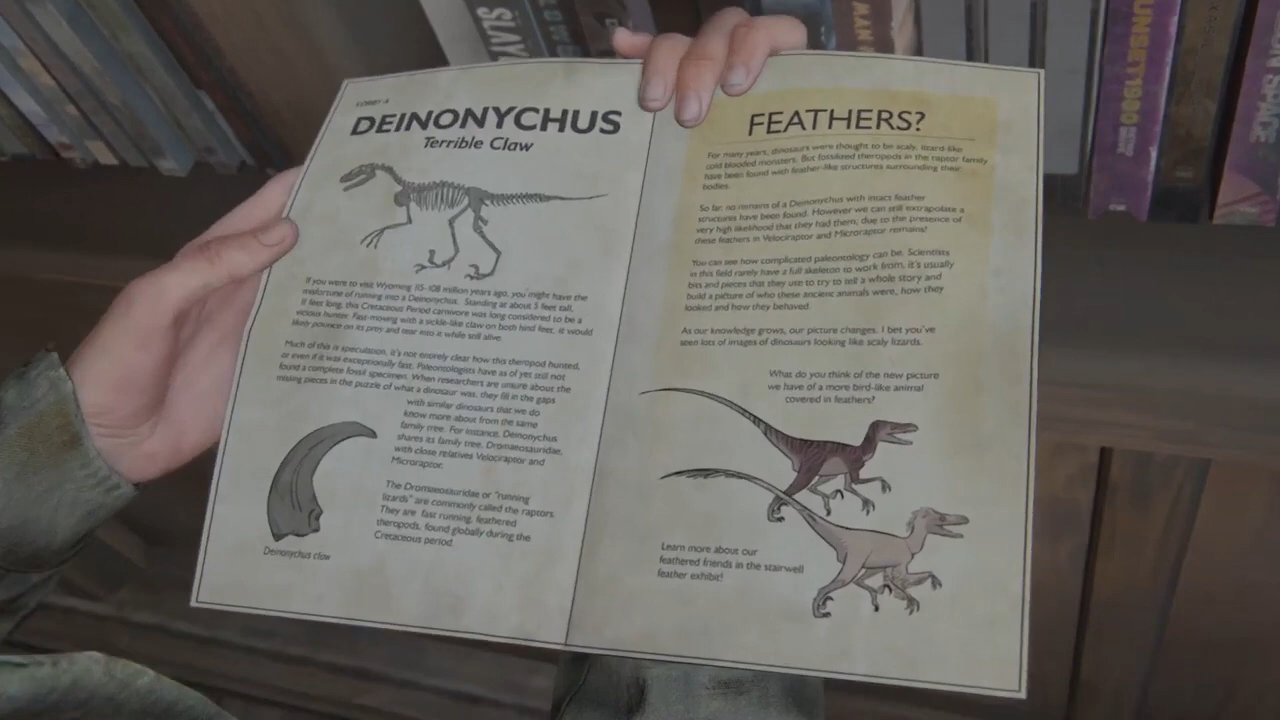 SLAY
LOBBY A
DEINONYCHUS
Terrible Claw
If you were to visit Wyoming 115-108 million years ago, you might have the
misfortune of running into a Deinonychus. Standing at about 5 feet tall,
11 feet long, this Cretaceous Period carnivore was long considered to be a
vicious hunter. Fast-moving with a sickle-like claw on both hind feet, it would
likely pounce on its prey and tear into it while still alive.
Much of this is speculation, it's not entirely clear how this theropod hunted,
or even if it was exceptionally fast. Paleontologists have as of yet still not
found a complete fossil specimen. When researchers are unsure about the
missing pieces in the puzzle of what a dinosaur was, they fill in the gaps
with similar dinosaurs that we do
know more about from the same
family tree. For instance, Deinonychus
shares its family tree, Dromaeosauridae,
with close relatives Velociraptor and
Microraptor.
The Dromaeosauridae or "running
lizards" are commonly called the raptors.
They are fast running, feathered
theropods, found globally during the
Cretaceous period.
Deinonychus claw
FEATHERS?
For many years, dinosaurs were thought to be scaly, lizard-like
cold blooded monsters. But fossilized theropods in the raptor family
have been found with feather-like structures surrounding their
bodies.
So far, no remains of a Deinonychus with intact feather
structures have been found. However we can still extrapolate a
very high likelihood that they had them, due to the presence of
these feathers in Velociraptor and Microraptor remains!
You can see how complicated paleontology can be. Scientists
in this field rarely have a full skeleton to work from, it's usually
bits and pieces that they use to try to tell a whole story and
build a picture of who these ancient animals were, how they
looked and how they behaved.
As our knowledge grows, our picture changes. I bet you've
seen lots of images of dinosaurs looking like scaly lizards.
What do you think of the new picture
we have of a more bird-like animal
covered in feathers?
Learn more about our
feathered friends in the stairwell
feather exhibit!